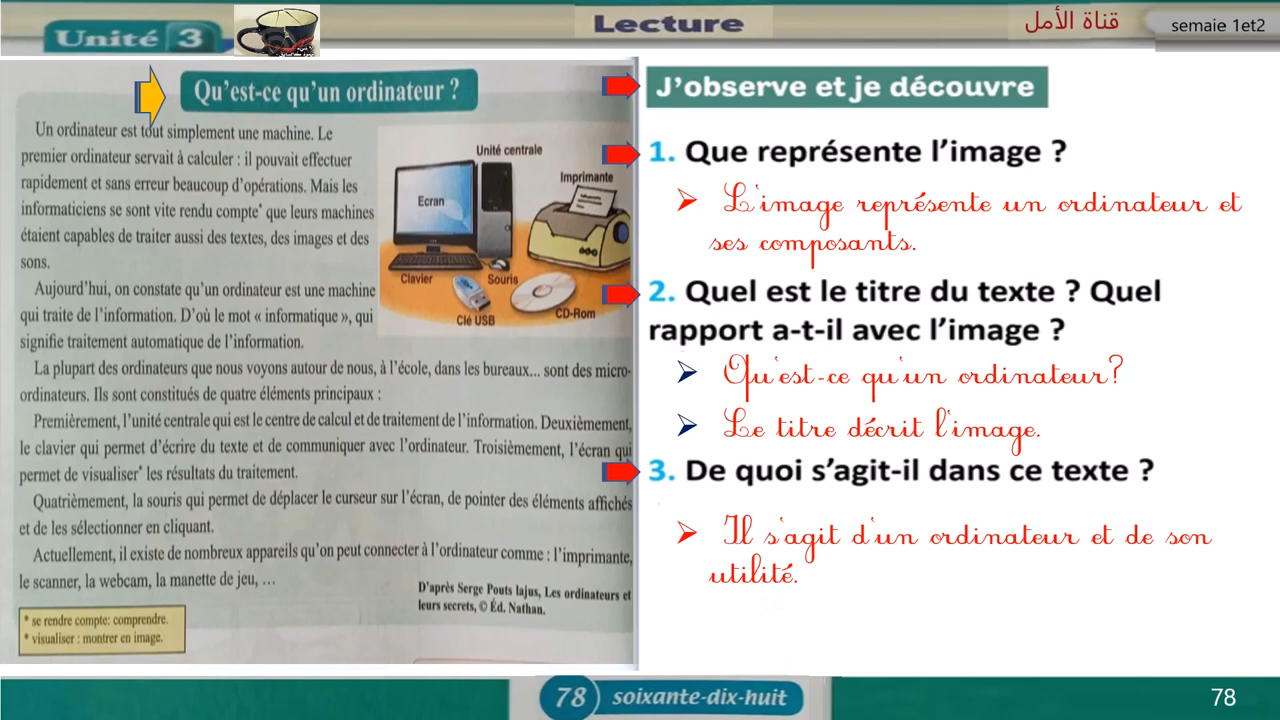 Unité 3
Lecture
قناة الأمل
semaie 1et2
Qu'est-ce qu'un ordinateur ?
Un ordinateur est tout simplement une machine. Le
premier ordinateur servait à calculer : il pouvait effectuer
rapidement et sans erreur beaucoup d'opérations. Mais les
informaticiens se sont vite rendu compte* que leurs machines
étaient capables de traiter aussi des textes, des images et des
sons.
Aujourd'hui, on constate qu'un ordinateur est une machine
qui traite de l'information. D'où le mot « informatique », qui
signifie traitement automatique de l'information.
Unité centrale
Imprimante
Ecran
Clavier
Souris
Clé USB
CD-Rom
La plupart des ordinateurs que nous voyons autour de nous, à l'école, dans les bureaux... sont des micro-
ordinateurs. Ils sont constitués de quatre éléments principaux :
Premièrement, l'unité centrale qui est le centre de calcul et de traitement de l'information. Deuxièmement,
le clavier qui permet d'écrire du texte et de communiquer avec l'ordinateur. Troisièmement, l'écran qui
permet de visualiser* les résultats du traitement.
Quatrièmement, la souris qui permet de déplacer le curseur sur l'écran, de pointer des éléments affichés
et de les sélectionner en cliquant.
Actuellement, il existe de nombreux appareils qu'on peut connecter à l'ordinateur comme : l'imprimante,
le scanner, la webcam, la manette de jeu, ...
D'après Serge Pouts lajus, Les ordinateurs et
leurs secrets, © Éd. Nathan.
* se rendre compte: comprendre.
* visualiser : montrer en image.
J'observe et je découvre
1. Que représente l'image ?
L'image représente un ordinateur et
ses composants.
2. Quel est le titre du texte ? Quel
rapport a-t-il avec l'image ?
Qu'est-ce qu'un ordinateur?
Le titre décrit l'image.
3. De quoi s'agit-il dans ce texte ?
Il s'agit d'un ordinateur et de son
utilité.
78 soixante-dix-huit
78